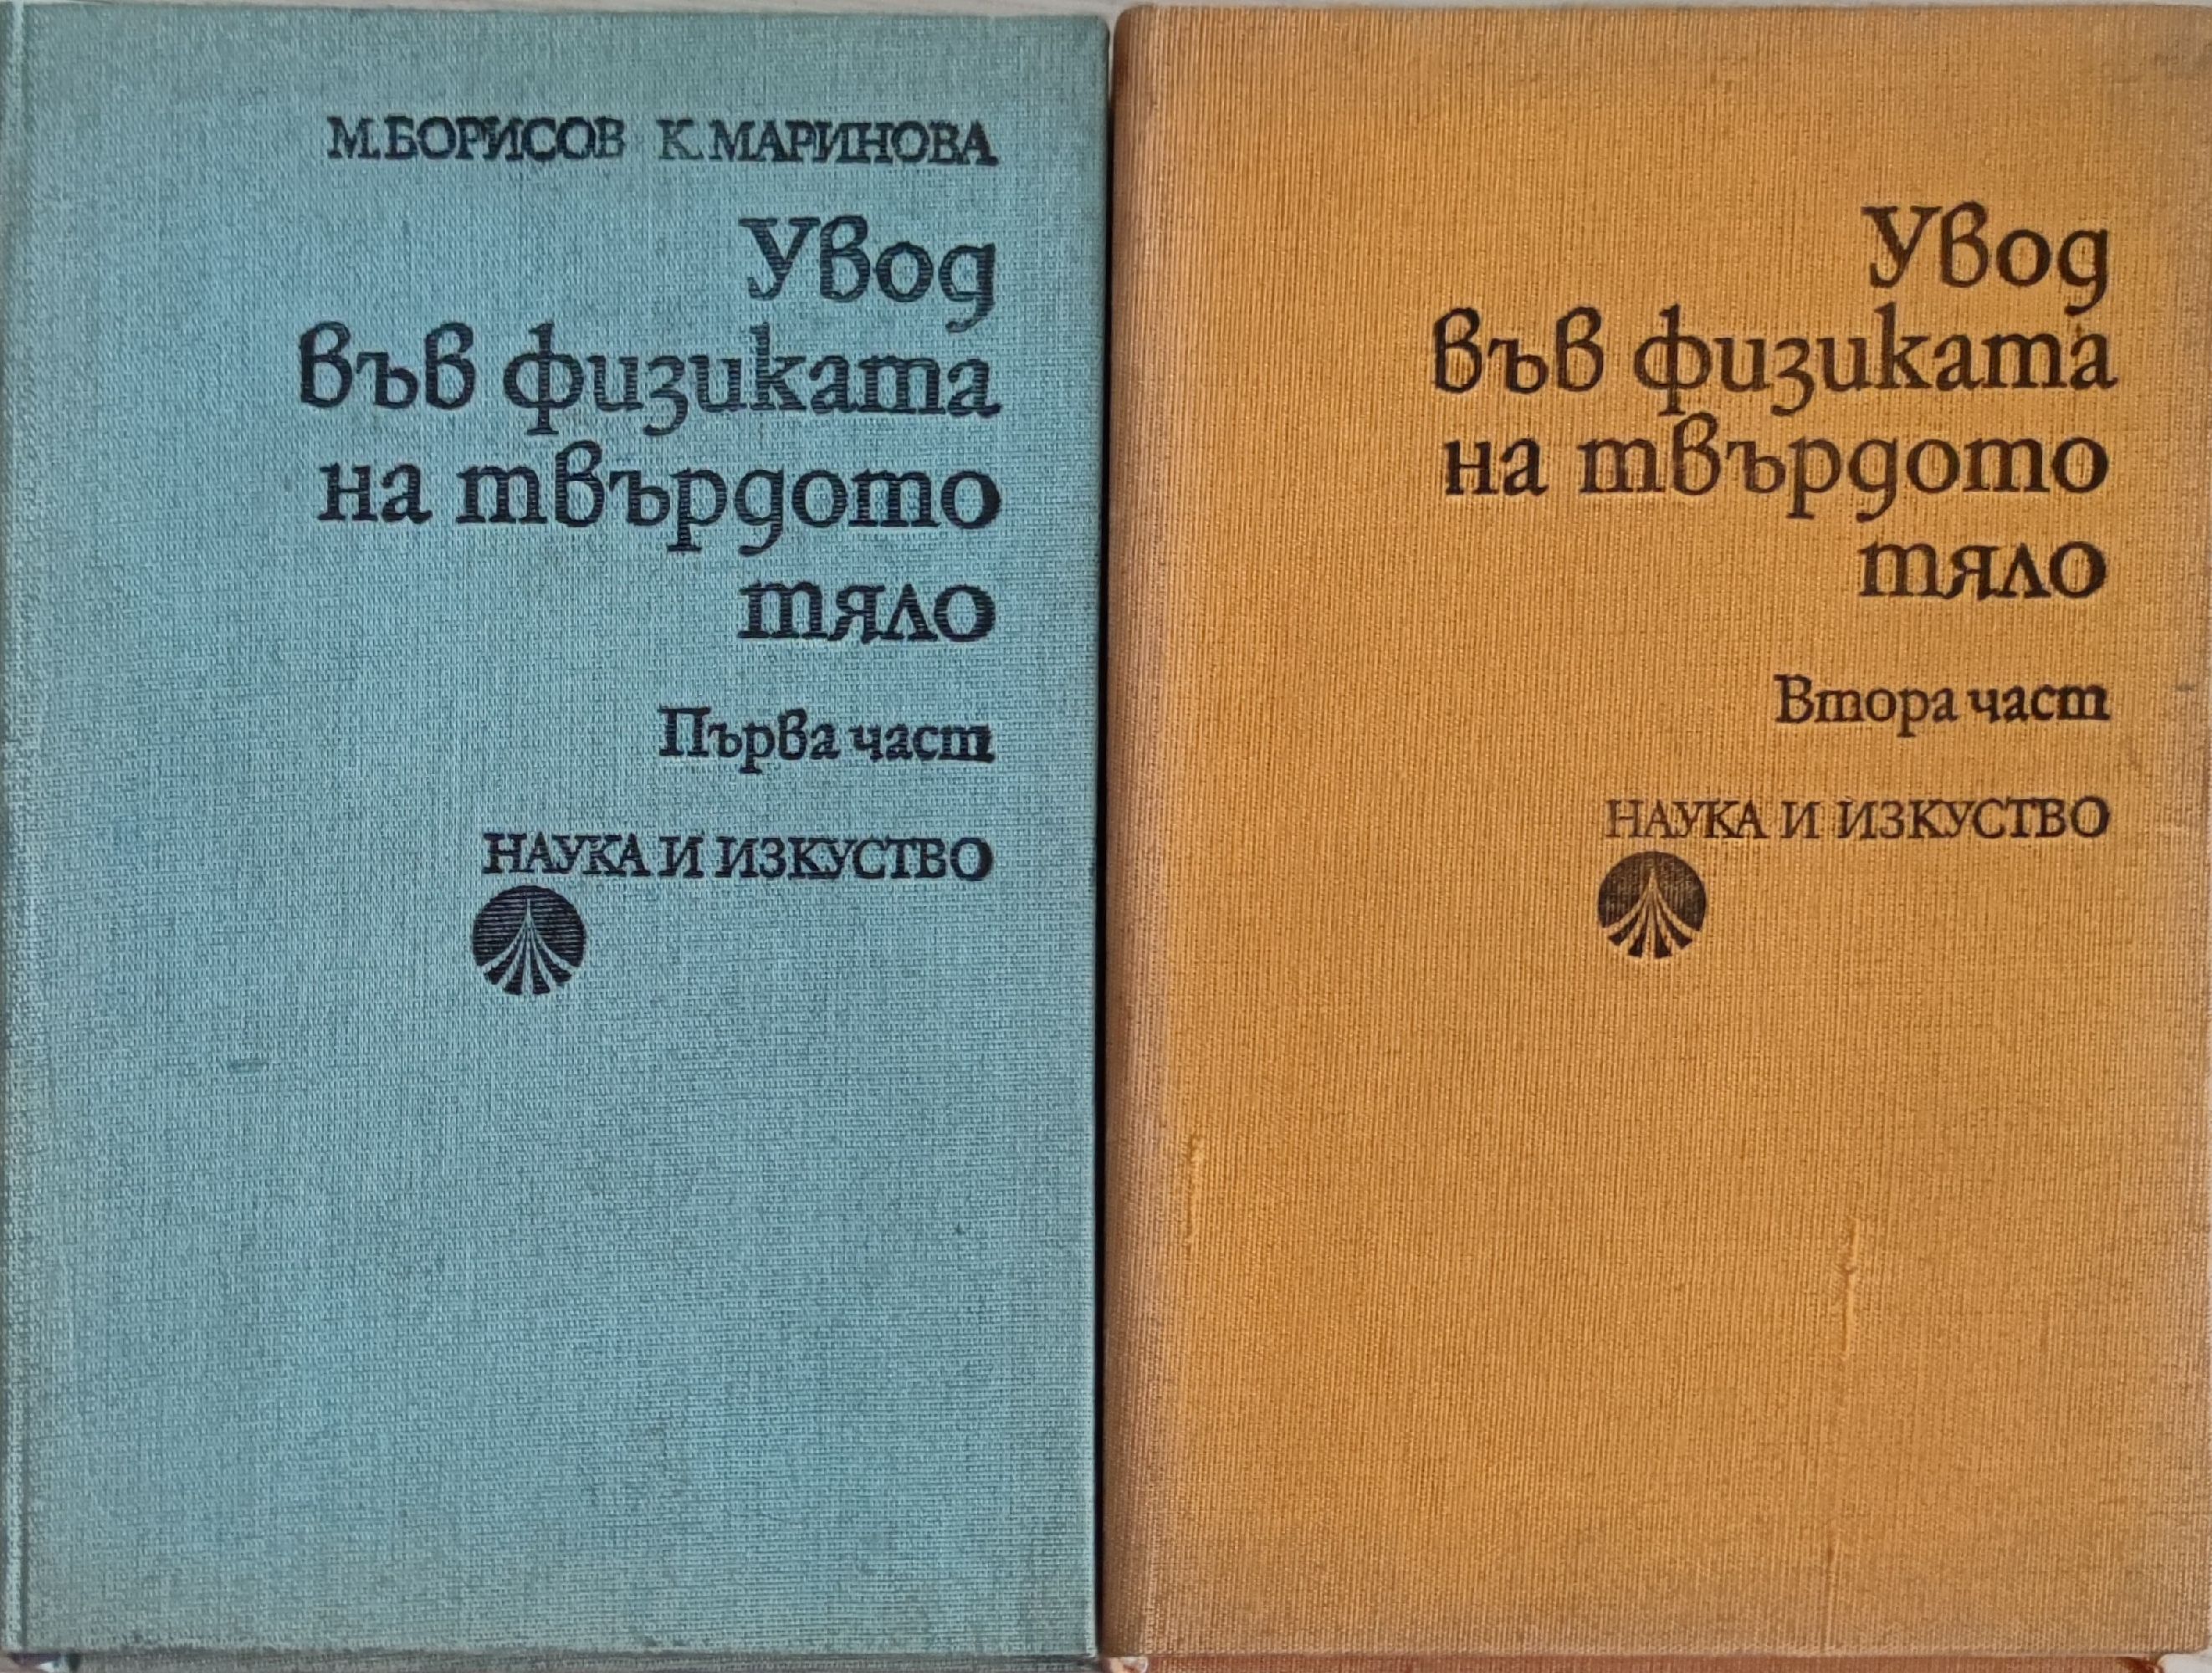 М. БОРИСОВ К. МАРИНОВА
Увод
във физиката
на твърдото
тяло
Първа част
НАУКА И ИЗКУСТВО
Увод
във физиката
на твърдото
тяло
Втора част
НАУКА И ИЗКУСТВО